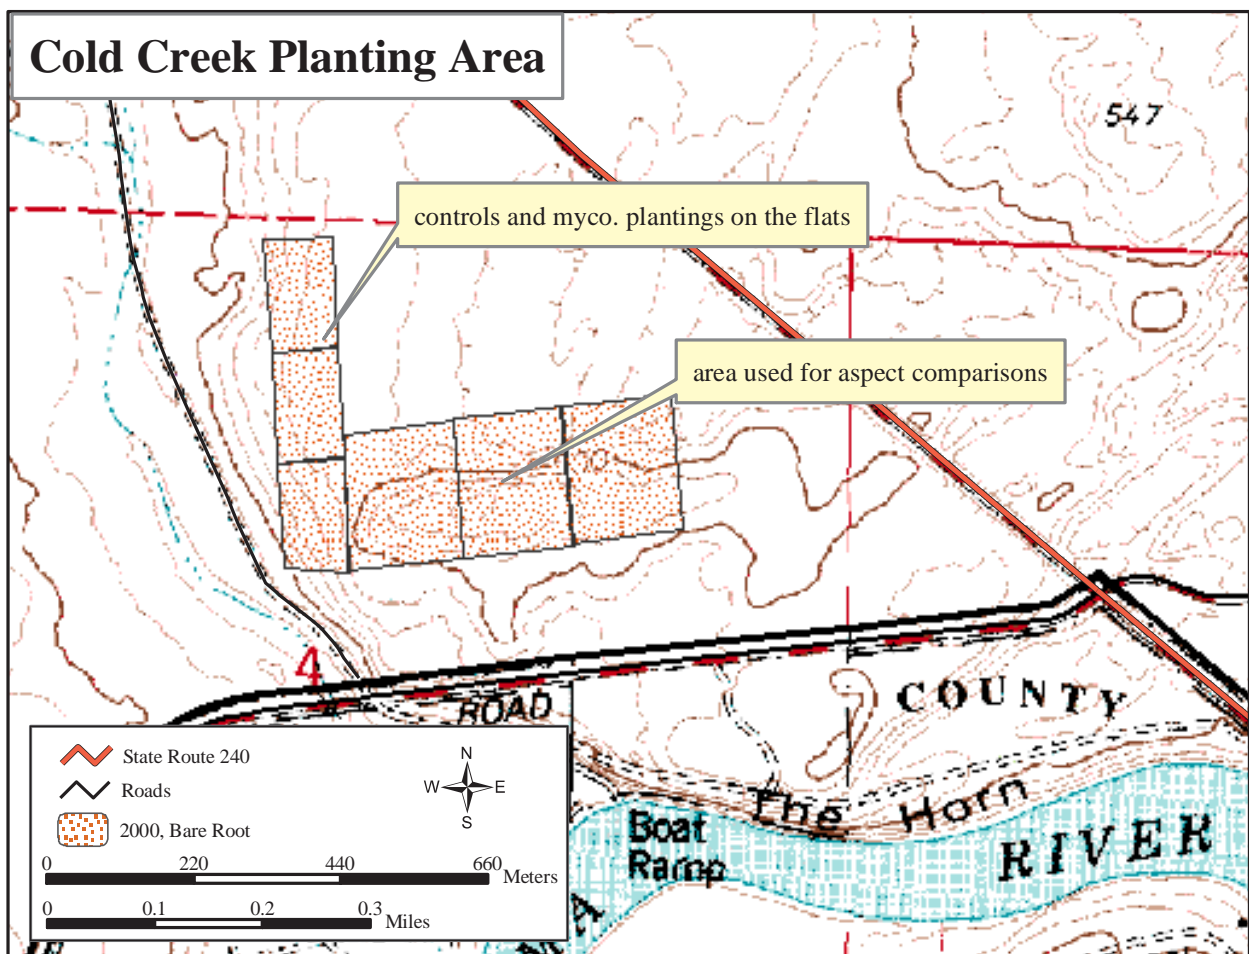 Cold Creek Planting Area
547
controls and myco. plantings on the flats
area used for aspect comparisons
4
ROAD
COUNTY
The Horn
Boat
Ramp
RIVER
State Route 240
Roads
2000, Bare Root
N
W E
S
0 220 440 660 Meters
0 0.1 0.2 0.3 Miles